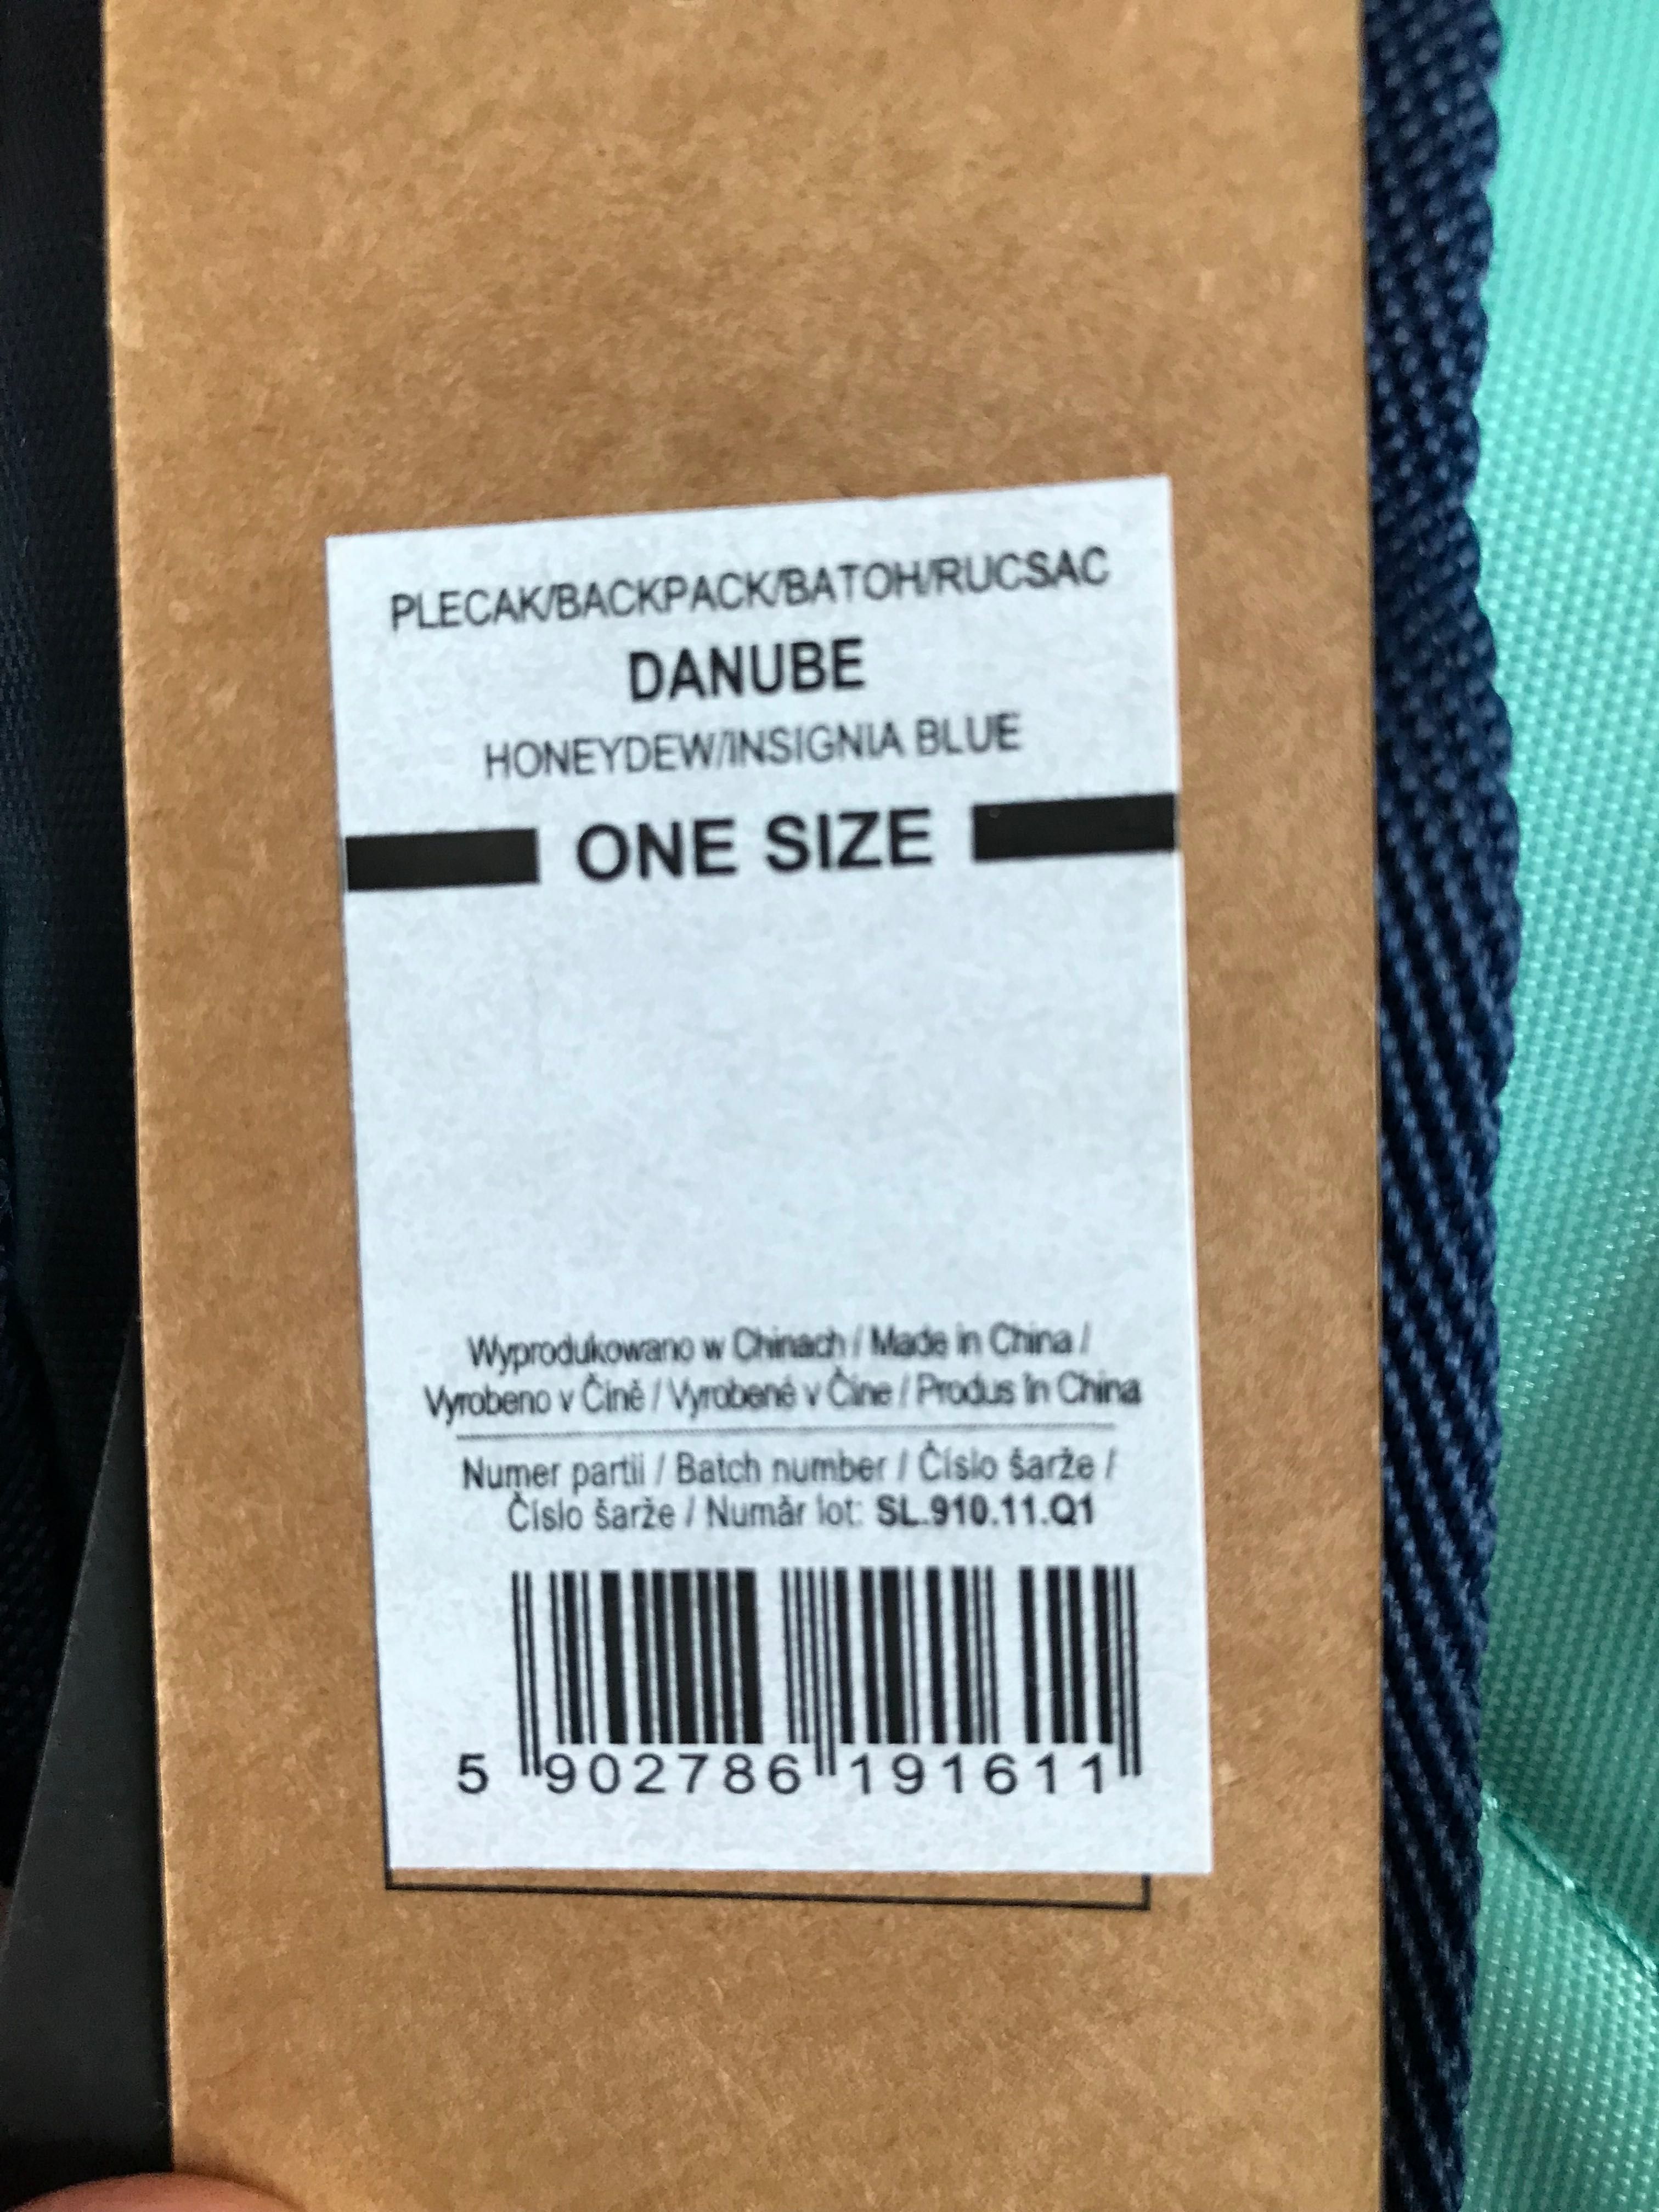 PLECAK/BACKPACK/BATOH/RUCSAC
DANUBE
HONEYDEW/INSIGNIA BLUE
ONE SIZE
Wyprodukowano w Chinach / Made in China /
Vyrobeno v Číně / Vyrobené v Číne / Produs în China
Numer partii / Batch number / Číslo šarže /
Číslo šarže / Număr lot: SL.910.11.Q1
5 902786 191611